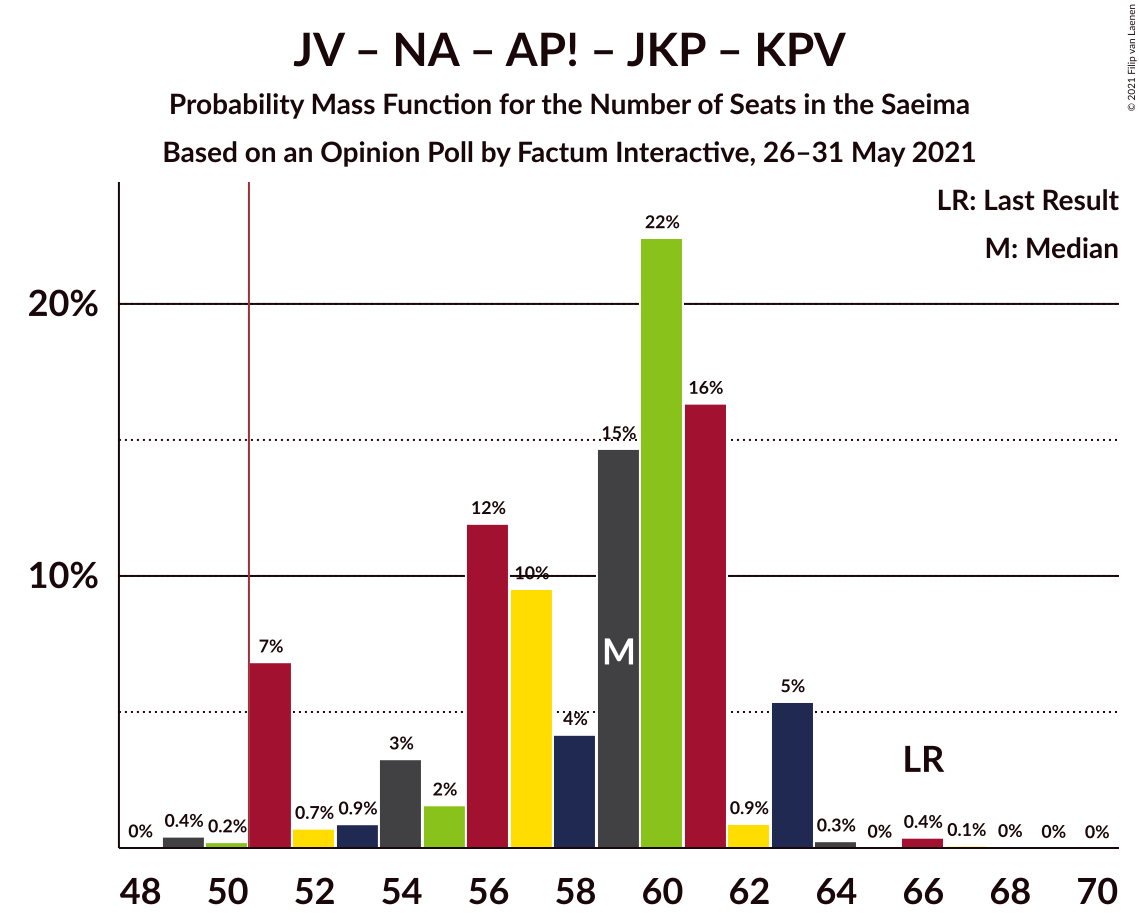 JV – NA – AP! – JKP – KPV
Probability Mass Function for the Number of Seats in the Saeima
Based on an Opinion Poll by Factum Interactive, 26–31 May 2021
© 2021 Filip van Laenen
LR: Last Result
M: Median
20%
10%
0%
0.4%
0.2%
7%
0.7%
0.9%
3%
2%
12%
10%
4%
15%
M
22%
16%
0.9%
5%
0.3%
0%
LR
0.4%
0.1%
0%
0%
0%
48 50 52 54 56 58 60 62 64 66 68 70